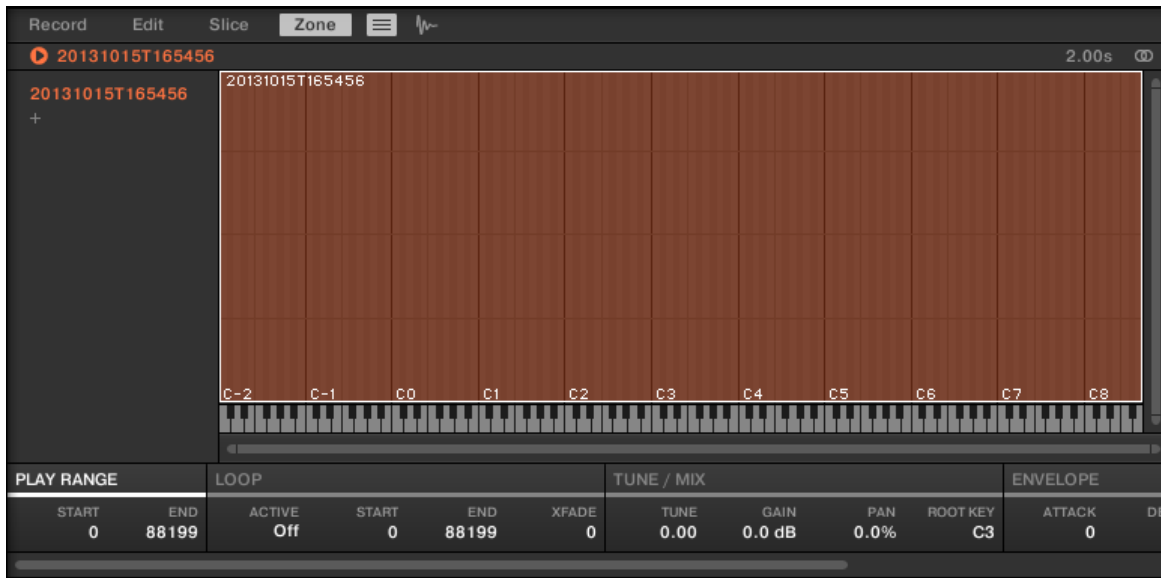 Record Edit Slice Zone
20131015T165456 2.00s
20131015T165456
+
20131015T165456
C-2 C-1 C0 C1 C2 C3 C4 C5 C6 C7 C8
PLAY RANGE LOOP TUNE / MIX ENVELOPE
START END ACTIVE START END XFADE TUNE GAIN PAN ROOT KEY ATTACK DE
0 88199 Off 0 88199 0 0.00 0.0 dB 0.0% C3 0